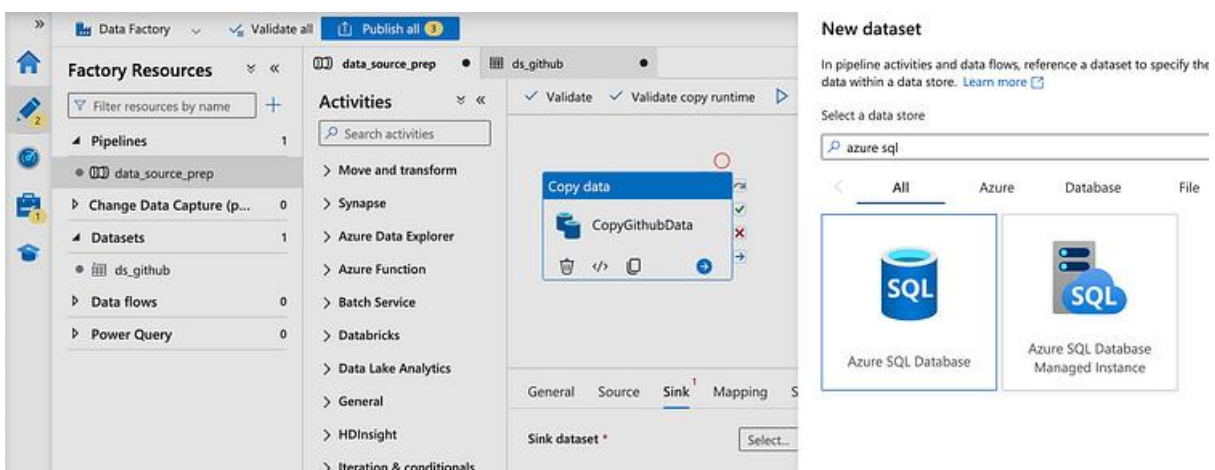 Data Factory
Validate all
Publish all 3
Factory Resources
Filter resources by name
Pipelines 1
data_source_prep
Change Data Capture (p... 0
Datasets 1
ds_github
Data flows 0
Power Query 0
2
1
data_source_prep
ds_github
Activities
Search activities
Move and transform
Synapse
Azure Data Explorer
Azure Function
Batch Service
Databricks
Data Lake Analytics
General
HDInsight
Iteration & conditionals
Validate Validate copy runtime
Copy data
CopyGithubData
General Source Sink 1 Mapping S
Sink dataset *
Select...
New dataset
In pipeline activities and data flows, reference a dataset to specify the
data within a data store. Learn more
Select a data store
azure sql
All Azure Database File
SQL
Azure SQL Database
SQL
Azure SQL Database
Managed Instance